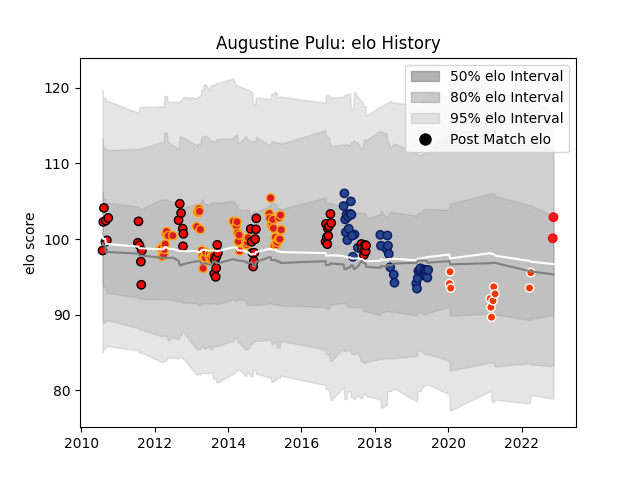 Augustine Pulu: elo History
elo score
120
110
100
90
80
2010
2012
2014
2016
2018
2020
2022
50% elo Interval
80% elo Interval
95% elo Interval
Post Match elo